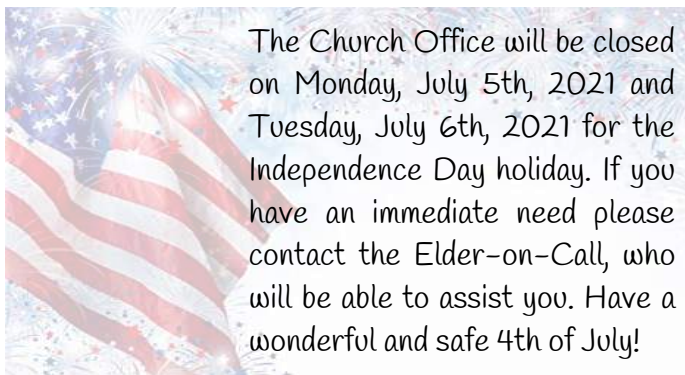 The Church Office will be closed
on Monday, July 5th, 2021 and
Tuesday, July 6th, 2021 for the
Independence Day holiday. If you
have an immediate need please
contact the Elder-on-Call, who
will be able to assist you. Have a
wonderful and safe 4th of July!